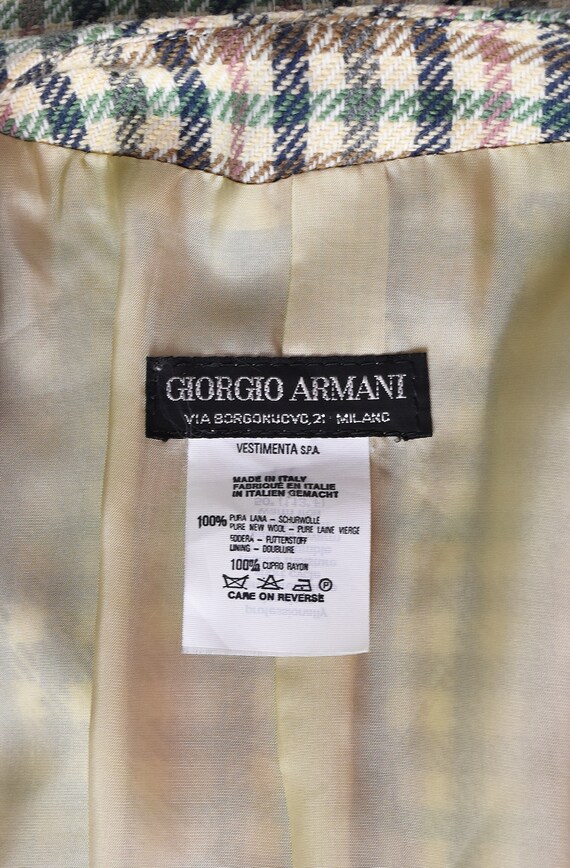 GIORGIO ARMANI
VIA BORGONUOVO, 21 MILANO
VESTIMENTA S.P.A.
MADE IN ITALY
FABRIQUÉ EN ITALIE
IN ITALIEN GEMACHT
100% PURA LANA – SCHURWOLLE
PURE NEW WOOL – PURE LAINE VIERGE
FODERA – FUTTERSTOFF
LINING – DOUBLURE
100% CUPRO RAYON
P
CARE ON REVERSE